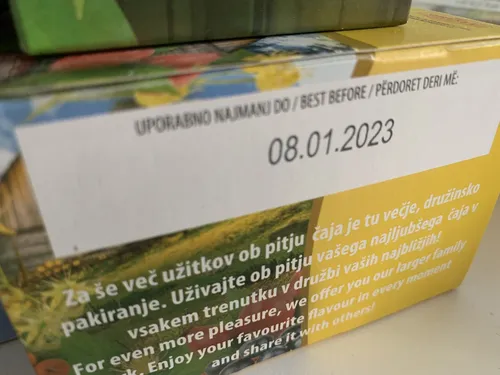 UPORABNO NAJMANJ DO / BEST BEFORE / PËRDORET DERI MË:
08.01.2023
Za še več užitkov ob pitju čaja je tu večje, družinsko
pakiranje. Uživajte ob pitju vašega najljubšega čaja v
vsakem trenutku v družbi vaših najbližjih!
For even more pleasure, we offer you our larger family
Enjoy your favourite flavour in every moment
and share it with others!